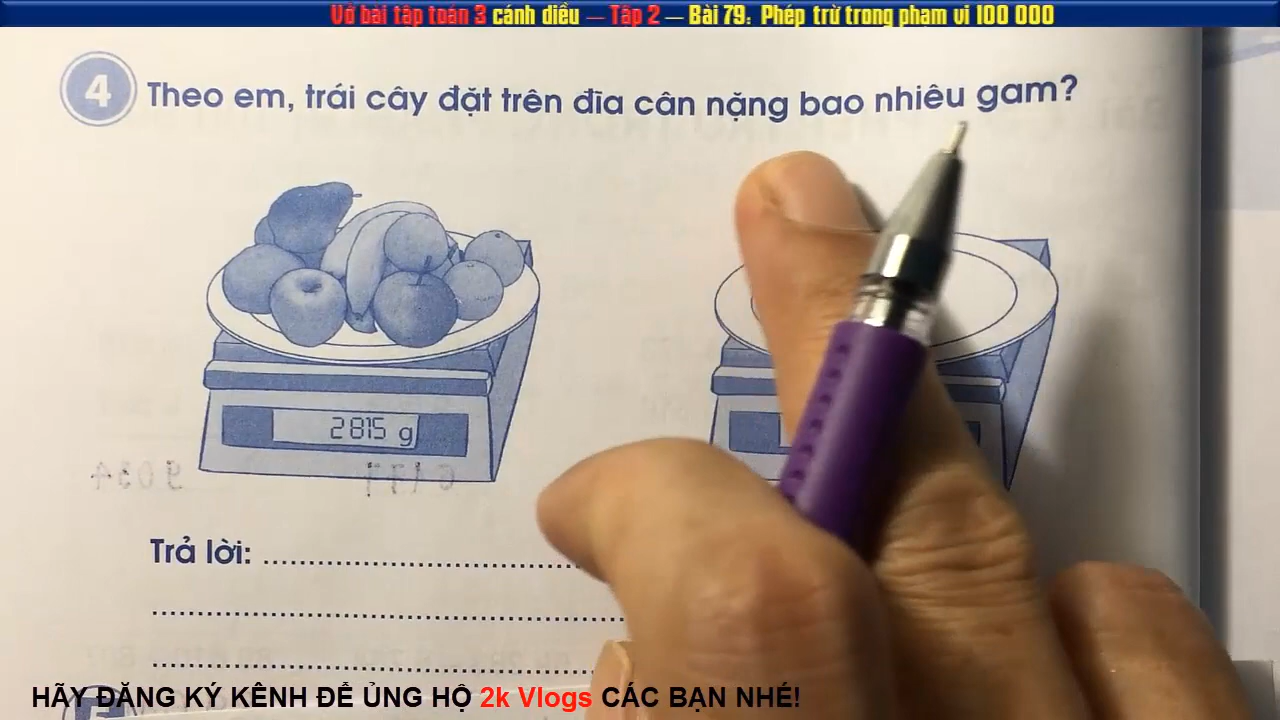 Vở bài tập toán 3 cánh diều — Tập 2 — Bài 79: Phép trừ trong phạm vi 100 000
4 Theo em, trái cây đặt trên đĩa cân nặng bao nhiêu gam?
2815 g
Trả lời:
HÃY ĐĂNG KÝ KÊNH ĐỂ ỦNG HỘ 2k Vlogs CÁC BẠN NHÉ!